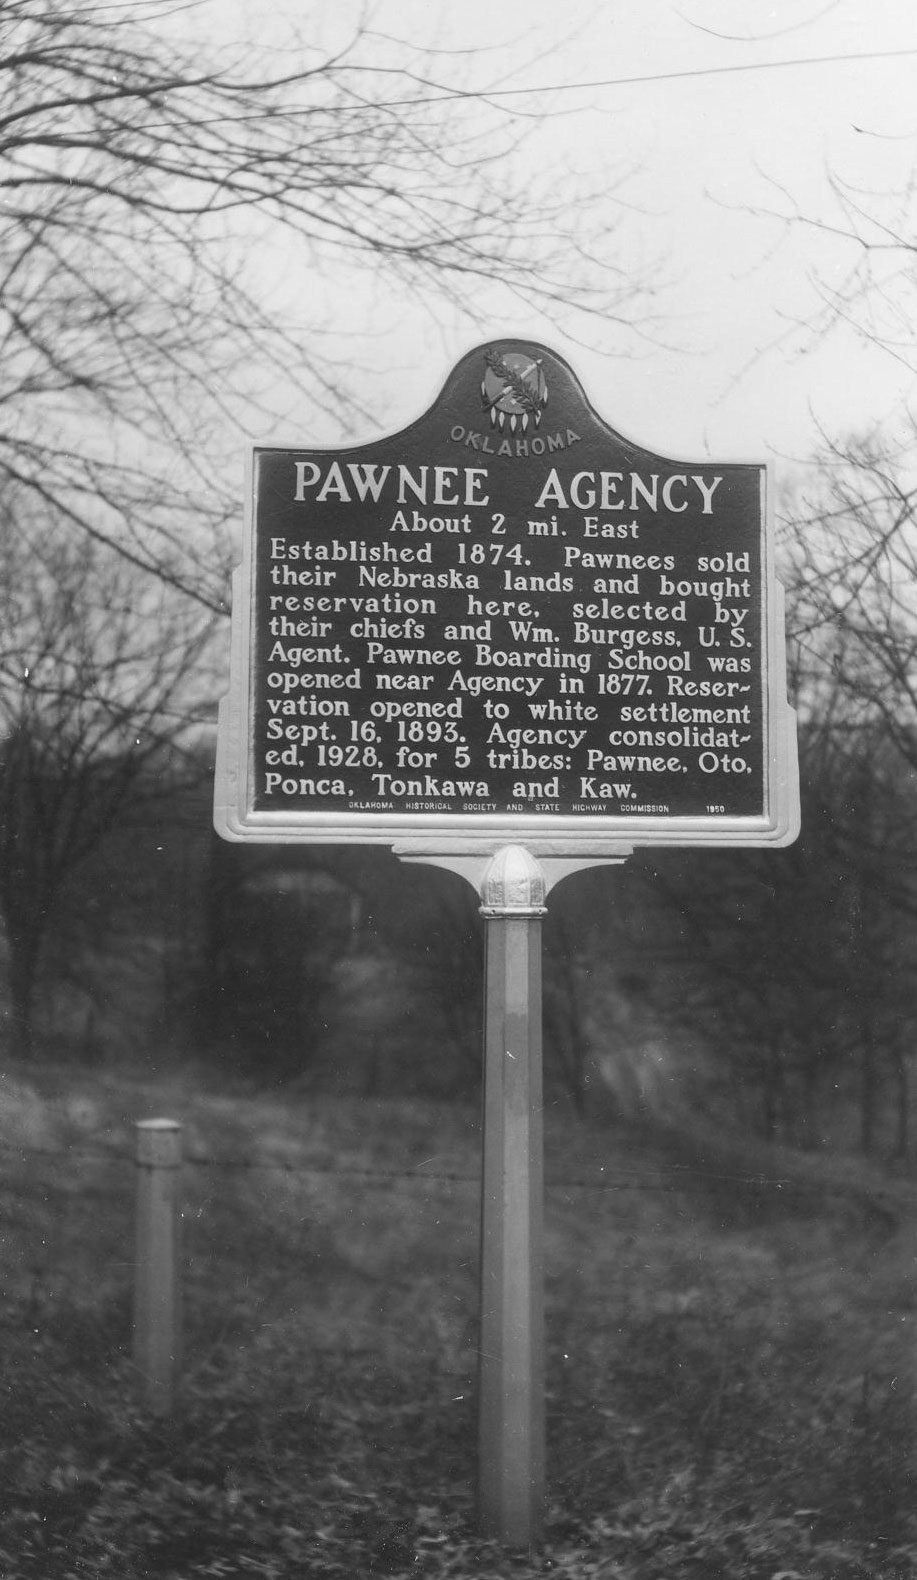 OKLAHOMA
PAWNEE AGENCY
About 2 mi. East
Established 1874. Pawnees sold
their Nebraska lands and bought
reservation here, selected by
their chiefs and Wm. Burgess, U. S.
Agent. Pawnee Boarding School was
opened near Agency in 1877. Reser-
vation opened to white settlement
Sept. 16, 1893. Agency consolidat-
ed, 1928, for 5 tribes: Pawnee, Oto,
Ponca, Tonkawa and Kaw.
OKLAHOMA HISTORICAL SOCIETY AND STATE HIGHWAY COMMISSION 1950